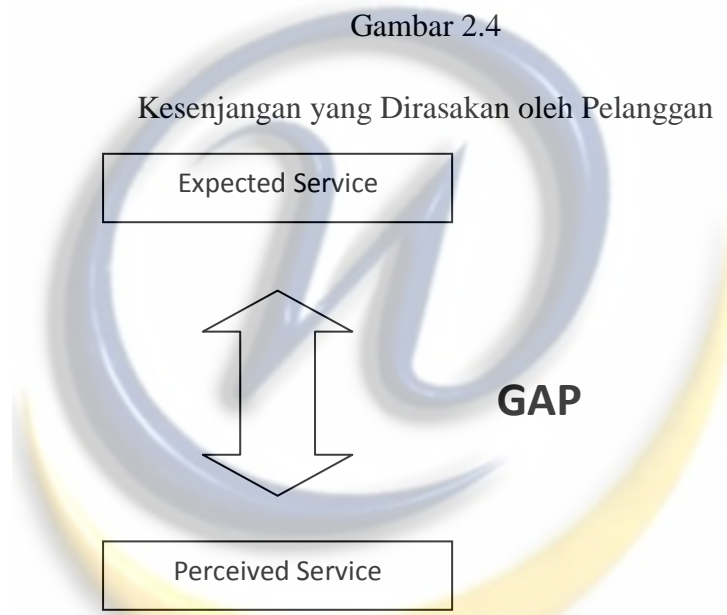 Gambar 2.4
Kesenjangan yang Dirasakan oleh Pelanggan
Expected Service
GAP
Perceived Service